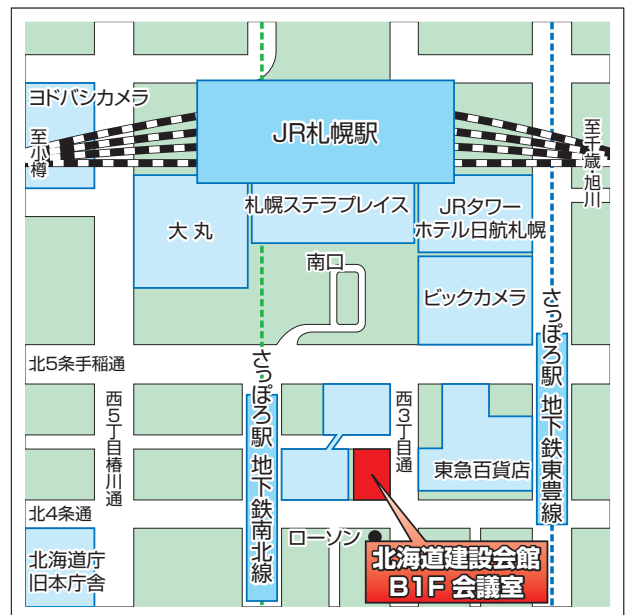 ヨドバシカメラ
至小樽
JR札幌駅
至千歳・旭川
大丸
札幌ステラプレイス
JRタワー
ホテル日航札幌
南口
ビックカメラ
さっぽろ駅 地下鉄東豊線
北5条手稲通
さっぽろ駅 地下鉄南北線
西5丁目椿川通
西3丁目通
東急百貨店
北4条通
ローソン
北海道庁
旧本庁舎
北海道建設会館
B1F 会議室